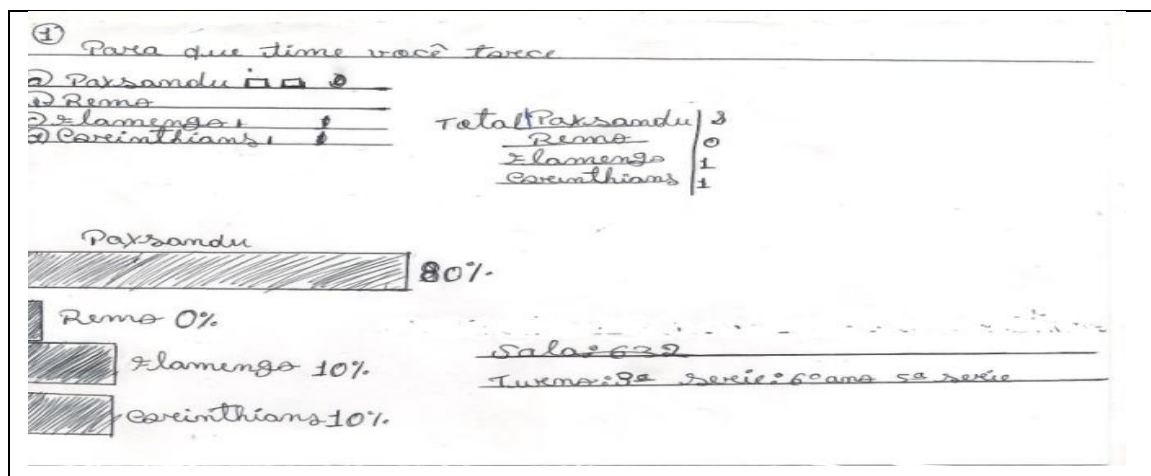 ① Para que time você torce
a) Paysandu
b) Remo
c) Flamengo
d) Corinthians
Total Paysandu 3
Remo 0
Flamengo 1
Corinthians 1
Paysandu
80%
Remo 0%
Flamengo 10%
Corinthians 10%
Sala: 632
Turma: 9ª Serie: 6º ano 5ª serie